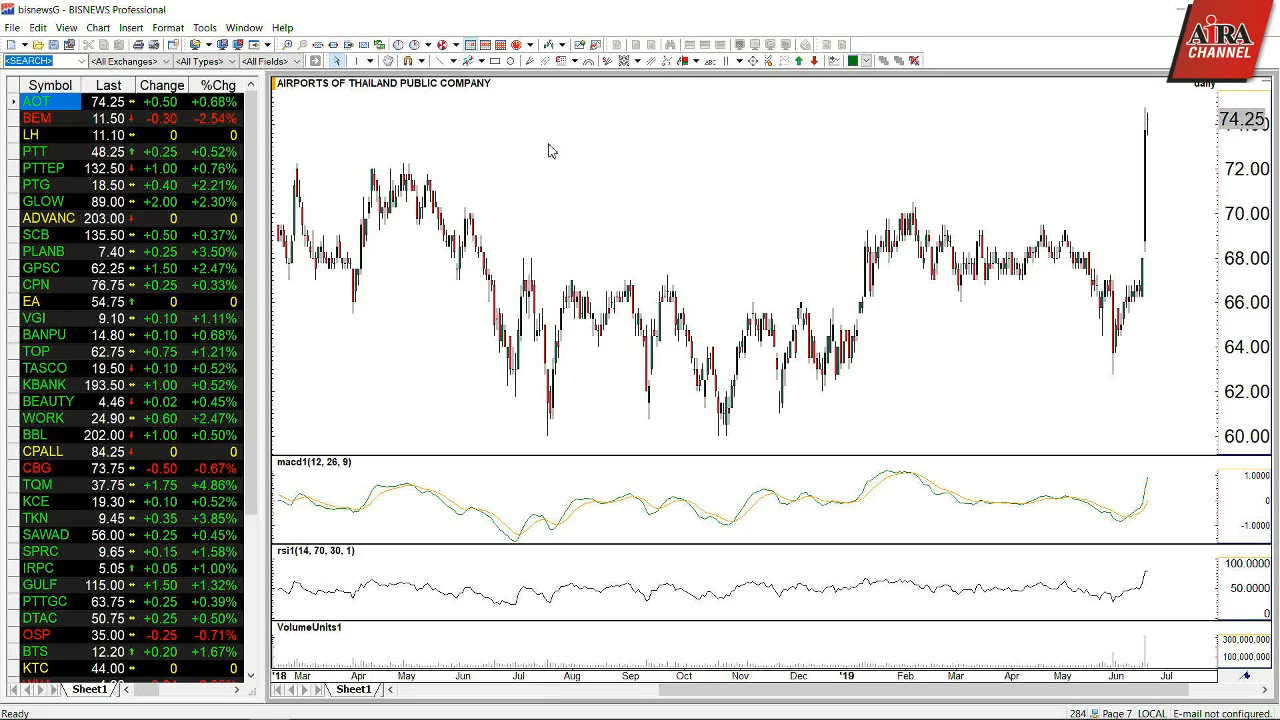 bisnewsG - BISNEWS Professional
File Edit View Chart Insert Format Tools Window Help
AIRA
CHANNEL
<SEARCH> <All Exchanges> <All Types> <All Fields>
Symbol Last Change %Chg
AOT 74.25 +0.50 +0.68%
BEM 11.50 -0.30 -2.54%
LH 11.10 0 0
PTT 48.25 +0.25 +0.52%
PTTEP 132.50 +1.00 +0.76%
PTG 18.50 +0.40 +2.21%
GLOW 89.00 +2.00 +2.30%
ADVANC 203.00 0 0
SCB 135.50 +0.50 +0.37%
PLANB 7.40 +0.25 +3.50%
GPSC 62.25 +1.50 +2.47%
CPN 76.75 +0.25 +0.33%
EA 54.75 0 0
VGI 9.10 +0.10 +1.11%
BANPU 14.80 +0.10 +0.68%
TOP 62.75 +0.75 +1.21%
TASCO 19.50 +0.10 +0.52%
KBANK 193.50 +1.00 +0.52%
BEAUTY 4.46 +0.02 +0.45%
WORK 24.90 +0.60 +2.47%
BBL 202.00 +1.00 +0.50%
CPALL 84.25 0 0
CBG 73.75 -0.50 -0.67%
TQM 37.75 +1.75 +4.86%
KCE 19.30 +0.10 +0.52%
TKN 9.45 +0.35 +3.85%
SAWAD 56.00 +0.25 +0.45%
SPRC 9.65 +0.15 +1.58%
IRPC 5.05 +0.05 +1.00%
GULF 115.00 +1.50 +1.32%
PTTGC 63.75 +0.25 +0.39%
DTAC 50.75 +0.25 +0.50%
OSP 35.00 -0.25 -0.71%
BTS 12.20 +0.20 +1.67%
KTC 44.00 0 0
Sheet1
AIRPORTS OF THAILAND PUBLIC COMPANY daily
74.25
72.00
70.00
68.00
66.00
64.00
62.00
60.00
macd1(12, 26, 9)
1.0000
0
-1.0000
rsi1(14, 70, 30, 1)
100.0000
50.0000
0
VolumeUnits1
300,000,000
100,000,000
'18 Mar Apr May Jun Jul Aug Sep Oct Nov Dec '19 Feb Mar Apr May Jun Jul
Sheet1
Ready 284 Page 7 LOCAL E-mail not configured.